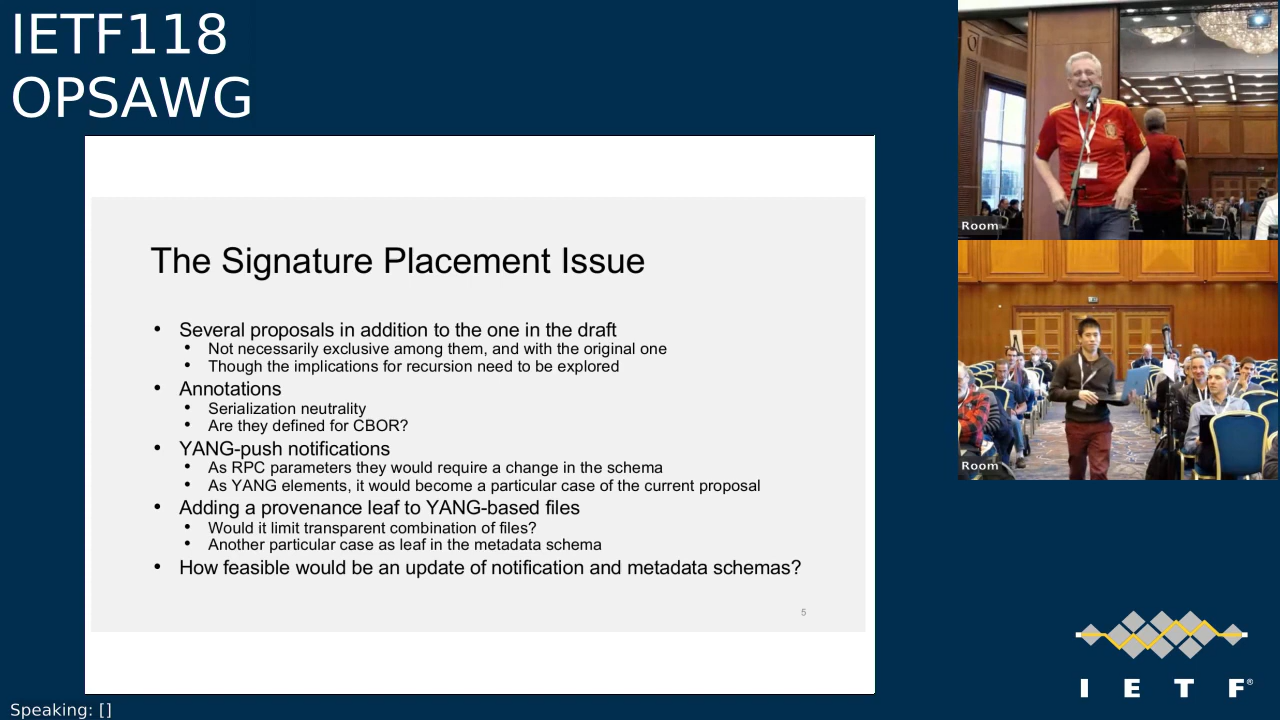 IETF118
OPSAWG
The Signature Placement Issue
• Several proposals in addition to the one in the draft
• Not necessarily exclusive among them, and with the original one
• Though the implications for recursion need to be explored
• Annotations
• Serialization neutrality
• Are they defined for CBOR?
• YANG-push notifications
• As RPC parameters they would require a change in the schema
• As YANG elements, it would become a particular case of the current proposal
• Adding a provenance leaf to YANG-based files
• Would it limit transparent combination of files?
• Another particular case as leaf in the metadata schema
• How feasible would be an update of notification and metadata schemas?
5
Room
Room
I E T F®
Speaking: []